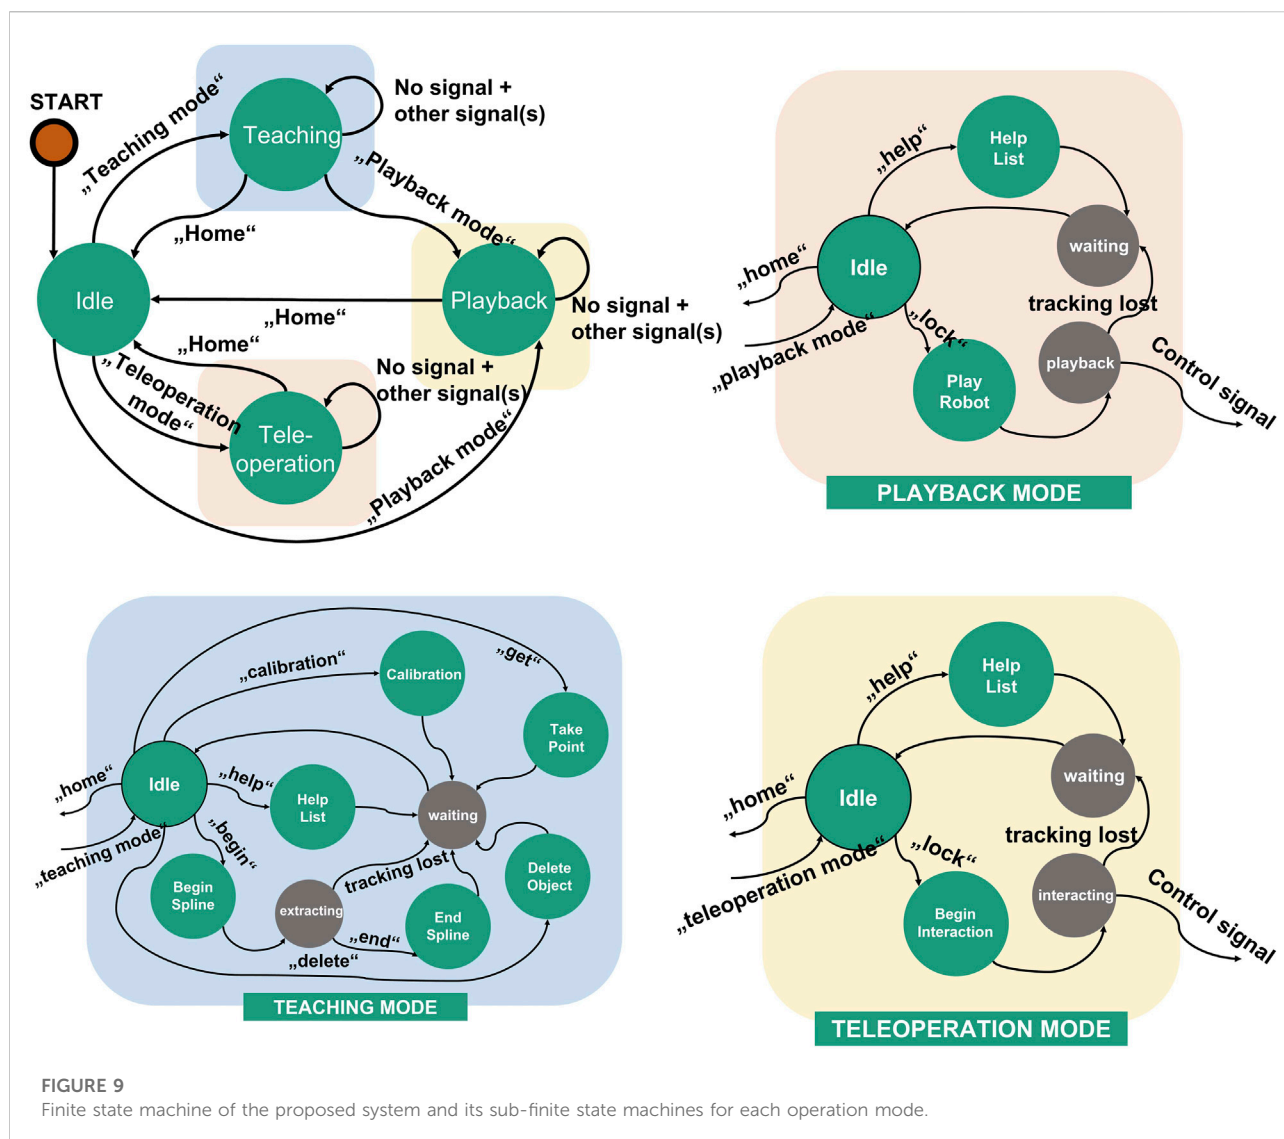 START
„Teaching mode“
Teaching
No signal +
other signal(s)
„Playback mode“
„Home“
Idle
Playback
„Home“
No signal +
other signal(s)
„Home“
„Teleoperation
mode“
No signal +
other signal(s)
Tele-
operation
„Playback mode“
„help“
Help
List
waiting
„home“
Idle
tracking lost
„playback mode“
„lock“
Play
Robot
playback
Control signal
PLAYBACK MODE
„calibration“
Calibration
„get“
Take
Point
„home“
Idle
„help“
Help
List
waiting
„teaching mode“
„begin“
Begin
Spline
extracting
tracking lost
„end“
End
Spline
Delete
Object
„delete“
TEACHING MODE
„help“
Help
List
waiting
„home“
Idle
tracking lost
„teleoperation mode“
„lock“
Begin
Interaction
interacting
Control signal
TELEOPERATION MODE
FIGURE 9
Finite state machine of the proposed system and its sub-finite state machines for each operation mode.